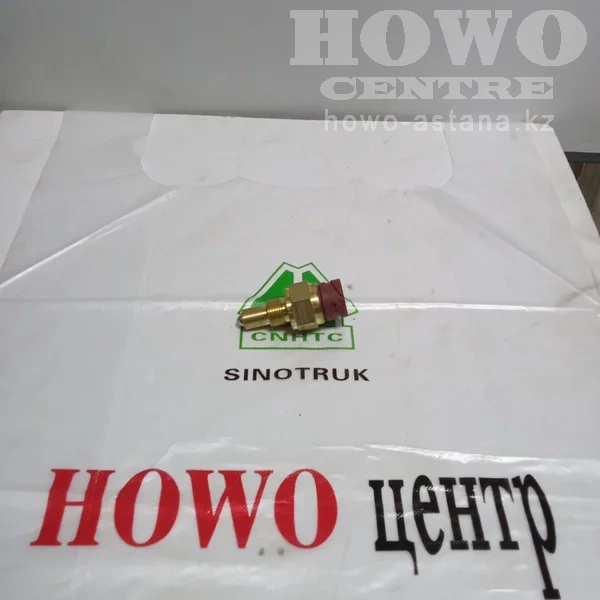 HOWO
CENTRE
howo-astana.kz
CNHTC
SINOTRUK
HOWO центр